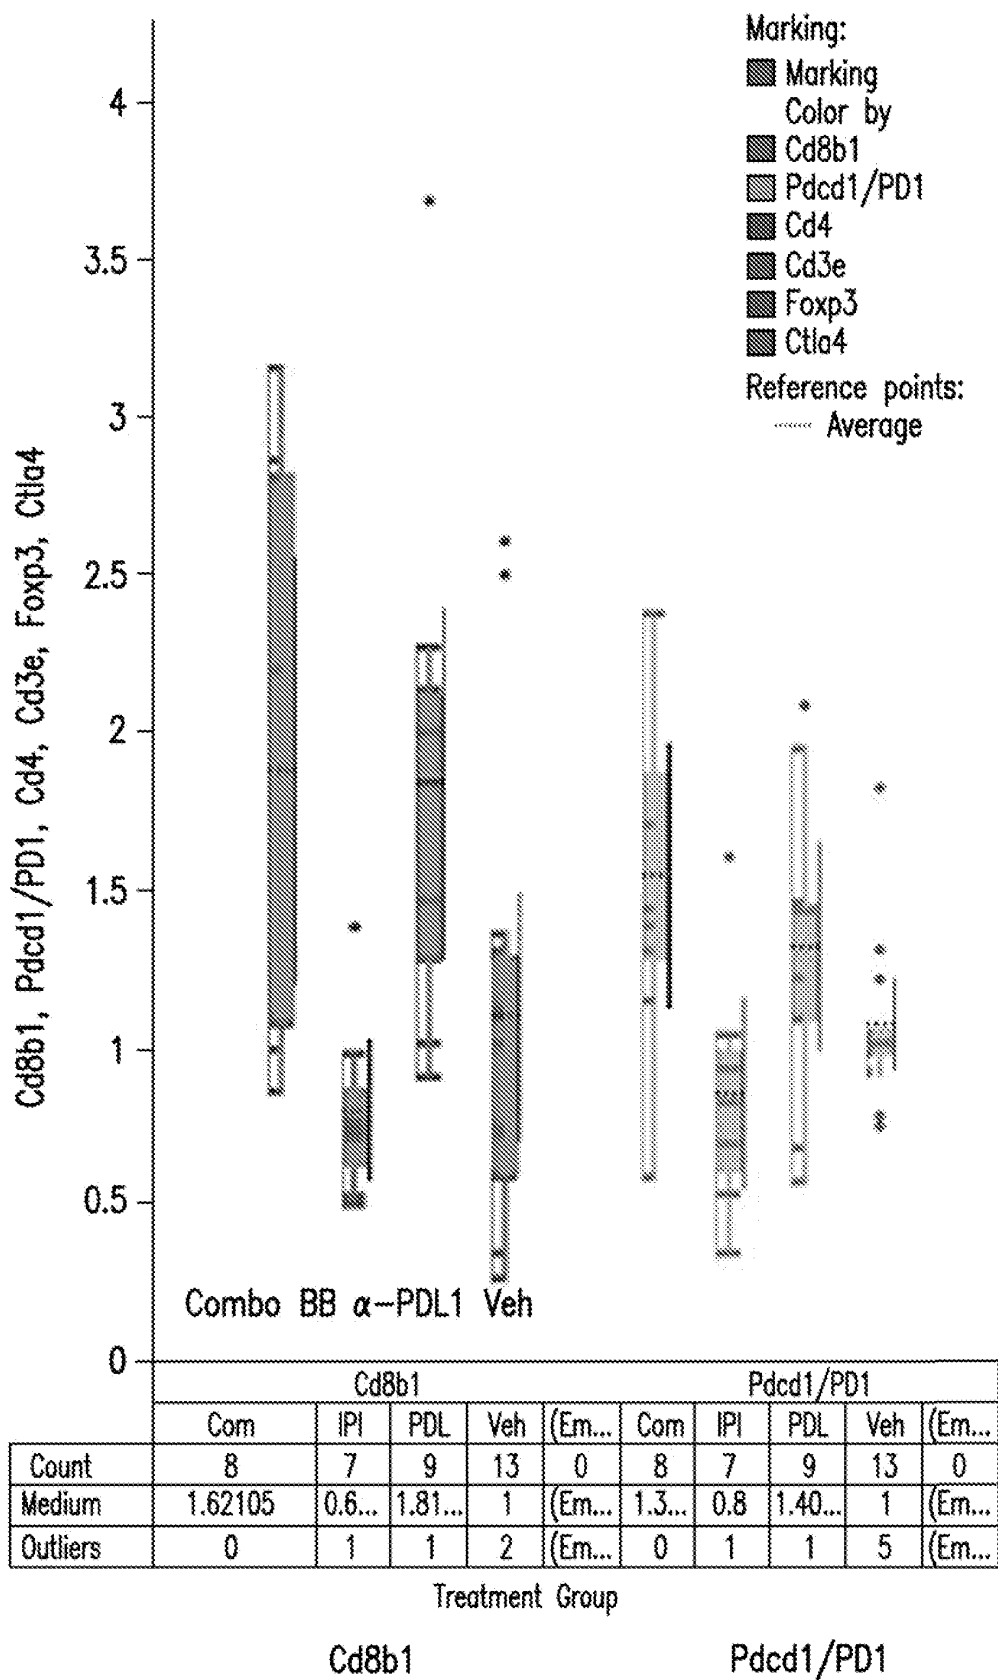 Marking:
Marking
Color by
Cd8b1
Pdcd1/PD1
Cd4
Cd3e
Foxp3
Ctla4
Reference points:
Average
Cd8b1, Pdcd1/PD1, Cd4, Cd3e, Foxp3, Ctla4
4
3.5
3
2.5
2
1.5
1
0.5
0
Combo BB α-PDL1 Veh
Cd8b1 Pdcd1/PD1
Com IPI PDL Veh (Em... Com IPI PDL Veh (Em...
Count 8 7 9 13 0 8 7 9 13 0
Medium 1.62105 0.6... 1.81... 1 (Em... 1.3... 0.8 1.40... 1 (Em...
Outliers 0 1 1 2 (Em... 0 1 1 5 (Em...
Treatment Group
Cd8b1 Pdcd1/PD1